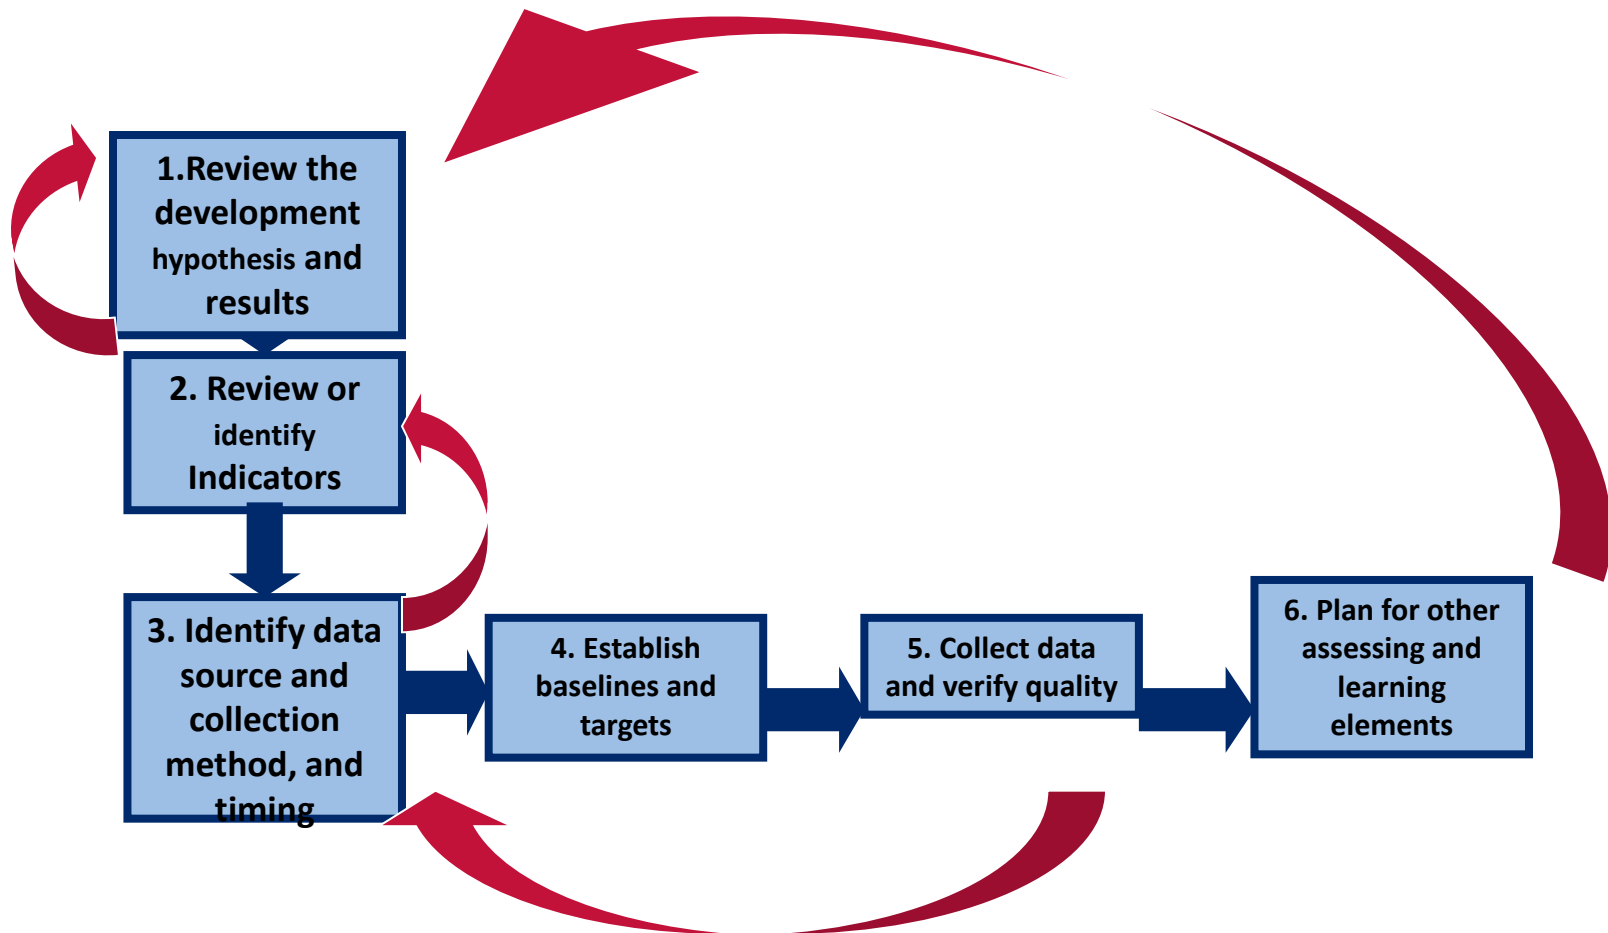 1.Review the
development
hypothesis and
results
2. Review or
identify
Indicators
3. Identify data
source and
collection
method, and
timing
4. Establish
baselines and
targets
5. Collect data
and verify quality
6. Plan for other
assessing and
learning
elements